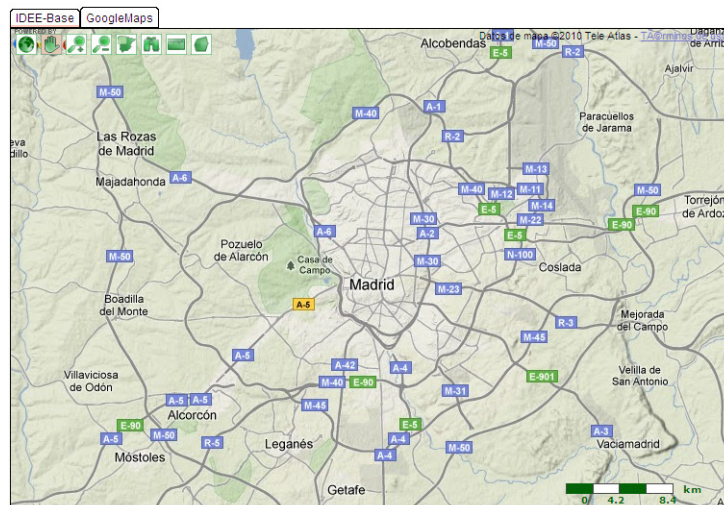 IDEE-Base
GoogleMaps
POWERED BY
Datos de mapa ©2010 Tele Atlas -
Alcobendas
M-50
E-5
R-2
Ajalvir
M-50
A-1
M-40
R-2
Paracuellos
de Jarama
Las Rozas
de Madrid
Majadahonda
A-6
M-13
M-40
M-12
M-11
M-50
M-14
E-5
E-90
Torrejón
de Ardoz
M-30
M-22
E-90
A-6
A-2
E-5
Pozuelo
de Alarcón
M-50
Casa de
Campo
M-30
N-100
Coslada
Madrid
M-23
Boadilla
del Monte
A-5
R-3
Mejorada
del Campo
M-45
A-5
A-42
A-4
Villaviciosa
de Odón
M-40
E-90
E-901
Velilla de
San Antonio
M-31
A-5
A-5
M-45
Alcorcón
E-90
E-5
A-3
A-5
M-50
R-5
Leganés
A-4
M-50
Vaciamadrid
Móstoles
A-4
Getafe
km
0
4.2
8.4